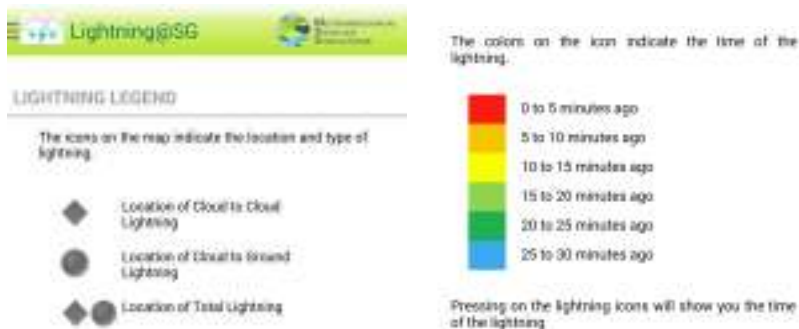 Lightning@SG
LIGHTNING LEGEND
The icons on the map indicate the location and type of
lightning
Location of Cloud to Cloud
Lightning
Location of Cloud to Ground
Lightning
Location of Total Lightning
The colors on the icon indicate the time of the
lightning.
0 to 5 minutes ago
5 to 10 minutes ago
10 to 15 minutes ago
15 to 20 minutes ago
20 to 25 minutes ago
25 to 30 minutes ago
Pressing on the lightning icons will show you the time
of the lightning